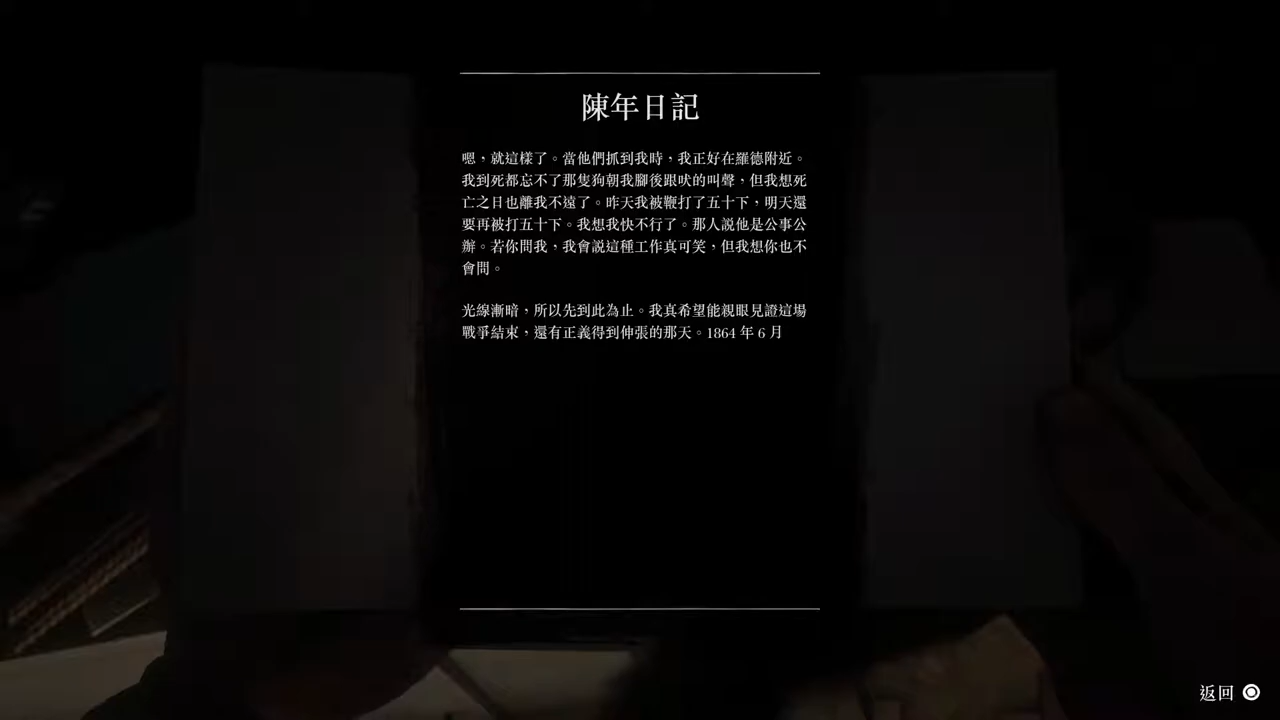 陳年日記
嗯，就這樣了。當他們抓到我時，我正好在羅德附近。
我到死都忘不了那隻狗朝我腳後跟吠的叫聲，但我想死
亡之日也離我不遠了。昨天我被鞭打了五十下，明天還
要再被打五十下。我想我快不行了。那人說他是公事公
辦。若你問我，我會說這種工作真可笑，但我想你也不
會問。
光線漸暗，所以先到此為止。我真希望能親眼見證這場
戰爭結束，還有正義得到伸張的那天。1864 年 6 月
返回